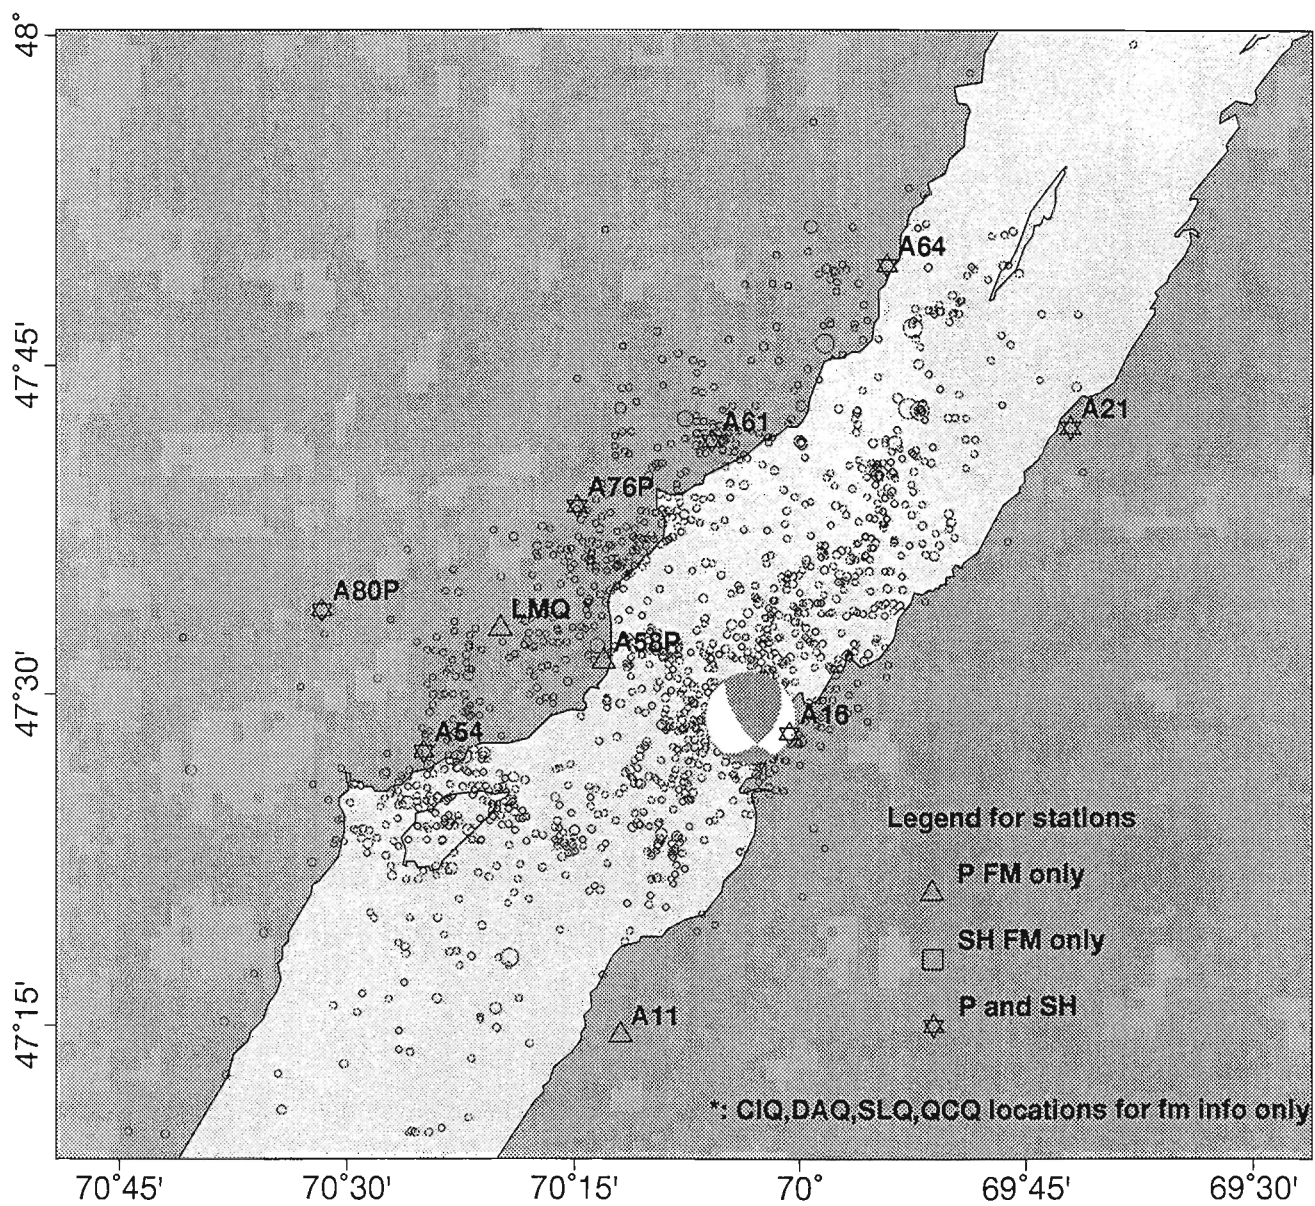 48°
A64
47°45'
A61
A21
A76P
A80P
LMQ
A58P
47°30'
A16
A54
Legend for stations
P FM only
SH FM only
47°15'
A11
P and SH
*: CIQ,DAQ,SLQ,QCQ locations for fm info only
70°45'
70°30'
70°15'
70°
69°45'
69°30'